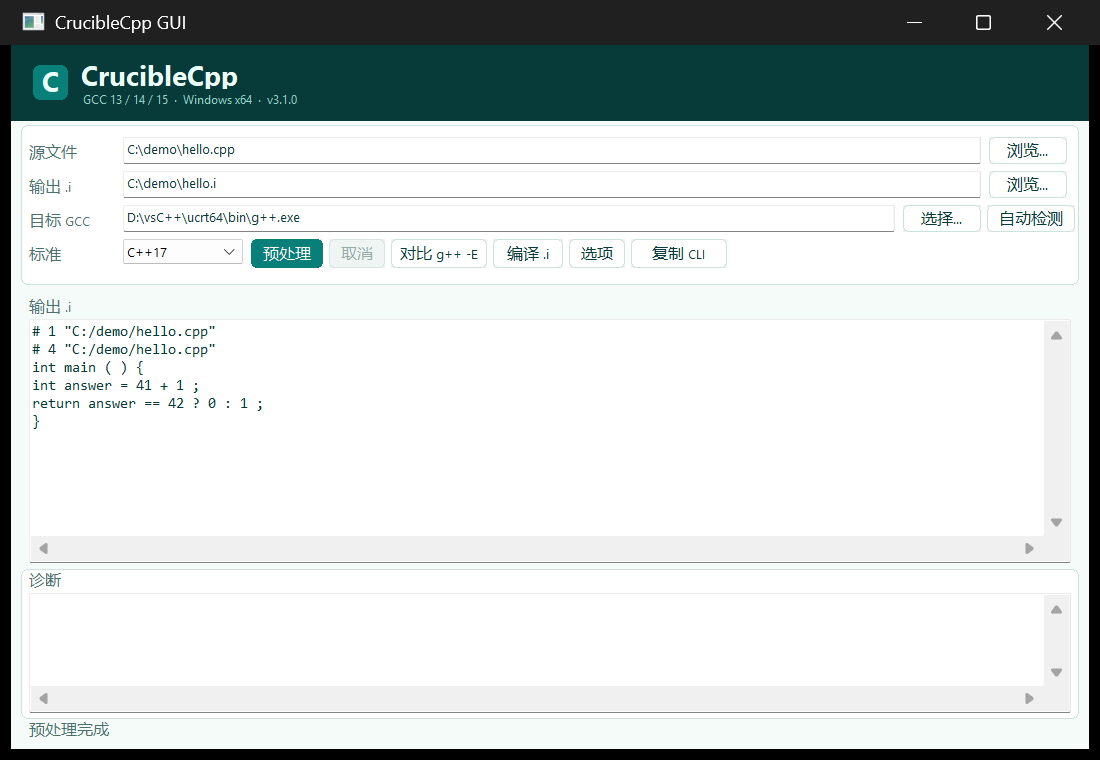 CrucibleCpp GUI
C
CrucibleCpp
GCC 13 / 14 / 15 · Windows x64 · v3.1.0
源文件 C:\demo\hello.cpp 浏览...
输出 .i C:\demo\hello.i 浏览...
目标 GCC D:\vsC++\ucrt64\bin\g++.exe 选择... 自动检测
标准 C++17 预处理 取消 对比 g++ -E 编译 .i 选项 复制 CLI
输出 .i
# 1 "C:/demo/hello.cpp"
# 4 "C:/demo/hello.cpp"
int main ( ) {
int answer = 41 + 1 ;
return answer == 42 ? 0 : 1 ;
}
诊断
预处理完成